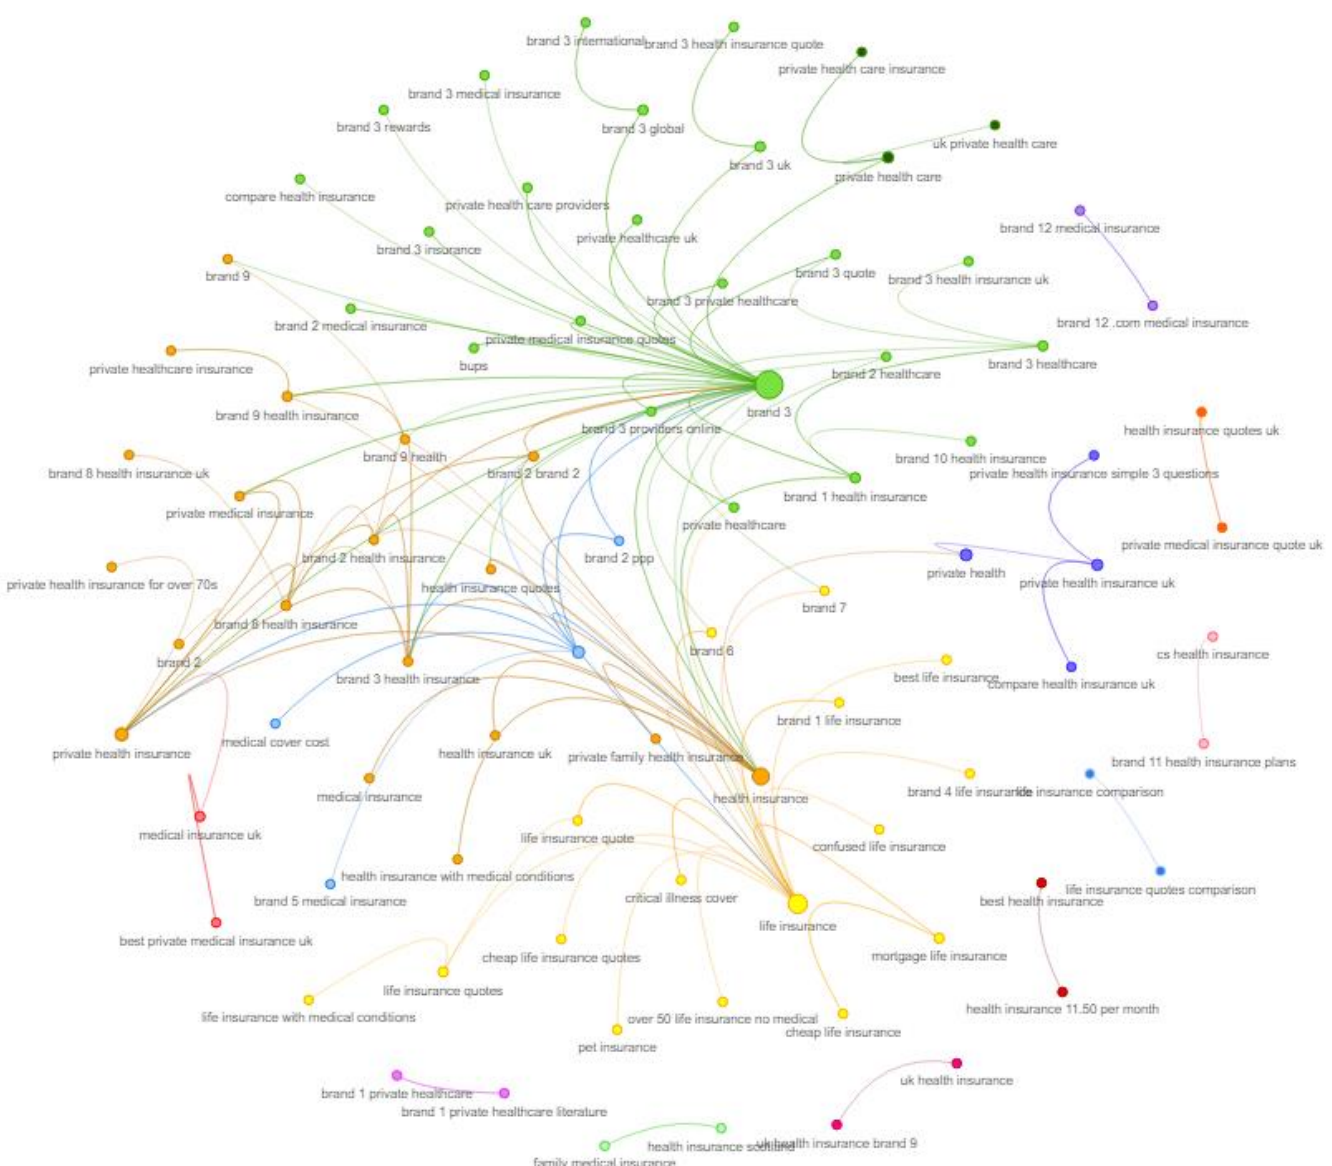 brand 3 international
brand 3 health insurance quote
private health care insurance
brand 3 medical insurance
brand 3 rewards
brand 3 global
uk private health care
brand 3 uk
private health care
compare health insurance
private health care providers
brand 12 medical insurance
private healthcare uk
brand 3 insurance
brand 9
brand 3 quote
brand 3 health insurance uk
brand 3 private healthcare
brand 2 medical insurance
brand 12 .com medical insurance
private medical insurance quotes
bups
private healthcare insurance
brand 3 healthcare
brand 2 healthcare
brand 9 health insurance
brand 3
brand 3 providers online
health insurance quotes uk
brand 9 health
brand 10 health insurance
brand 8 health insurance uk
brand 2 brand 2
private health insurance simple 3 questions
brand 1 health insurance
private medical insurance
private healthcare
private medical insurance quote uk
brand 2 health insurance
brand 2 ppp
private health
private health insurance for over 70s
health insurance quotes
private health insurance uk
brand 7
brand 8 health insurance
brand 6
cs health insurance
brand 2
brand 3 health insurance
best life insurance
compare health insurance uk
brand 1 life insurance
medical cover cost
private health insurance
health insurance uk
private family health insurance
brand 11 health insurance plans
medical insurance
health insurance
brand 4 life insurance
life insurance comparison
medical insurance uk
life insurance quote
confused life insurance
health insurance with medical conditions
life insurance quotes comparison
brand 5 medical insurance
critical illness cover
best health insurance
life insurance
best private medical insurance uk
cheap life insurance quotes
mortgage life insurance
life insurance quotes
health insurance 11.50 per month
life insurance with medical conditions
over 50 life insurance no medical
cheap life insurance
pet insurance
uk health insurance
brand 1 private healthcare
brand 1 private healthcare literature
health insurance scotland
uk health insurance brand 9
family medical insurance